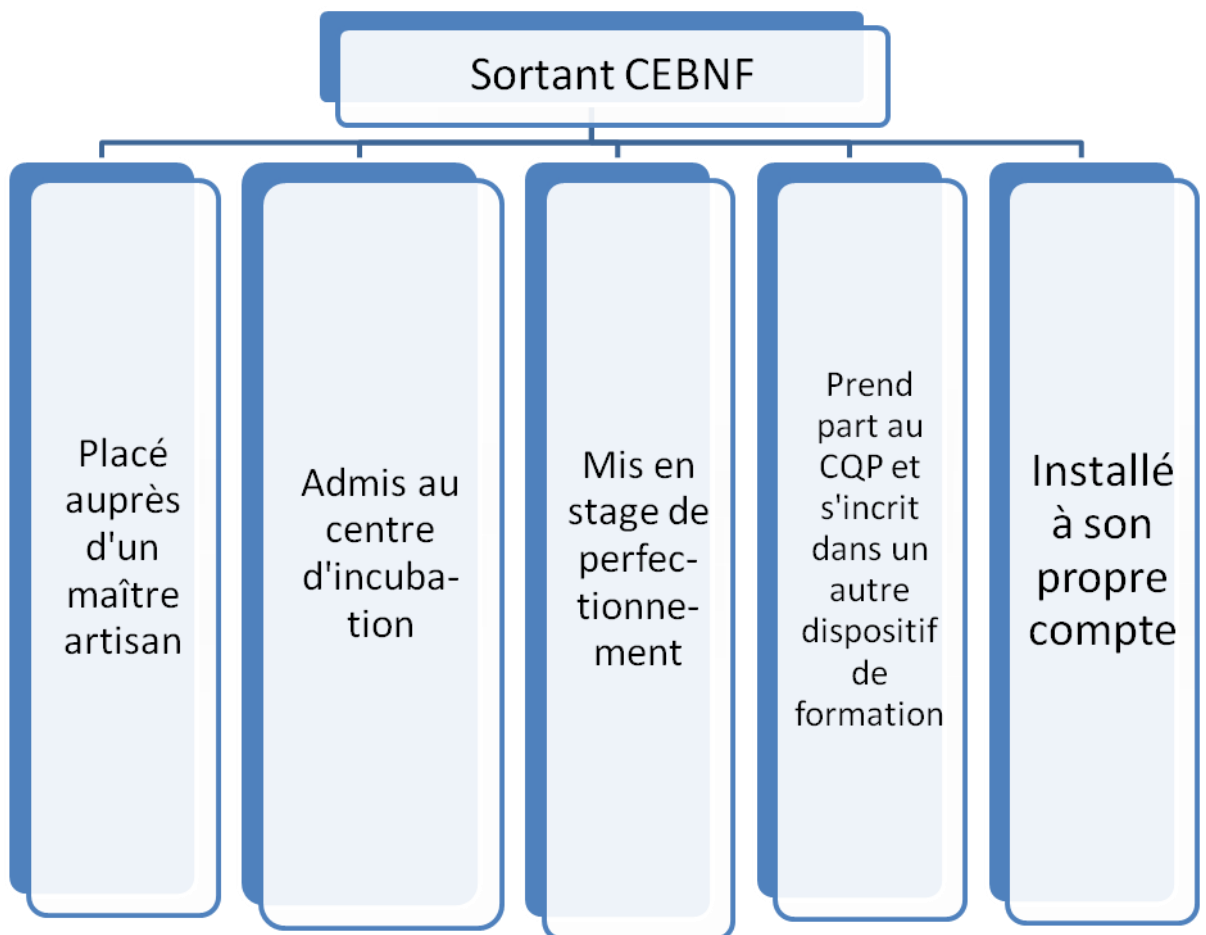 Sortant CEBNF
Placé
auprès
d'un
maître
artisan
Admis au
centre
d'incuba-
tion
Mis en
stage de
perfec-
tionne-
ment
Prend
part au
CQP et
s'incrit
dans un
autre
dispositif
de
formation
Installé
à son
propre
compte